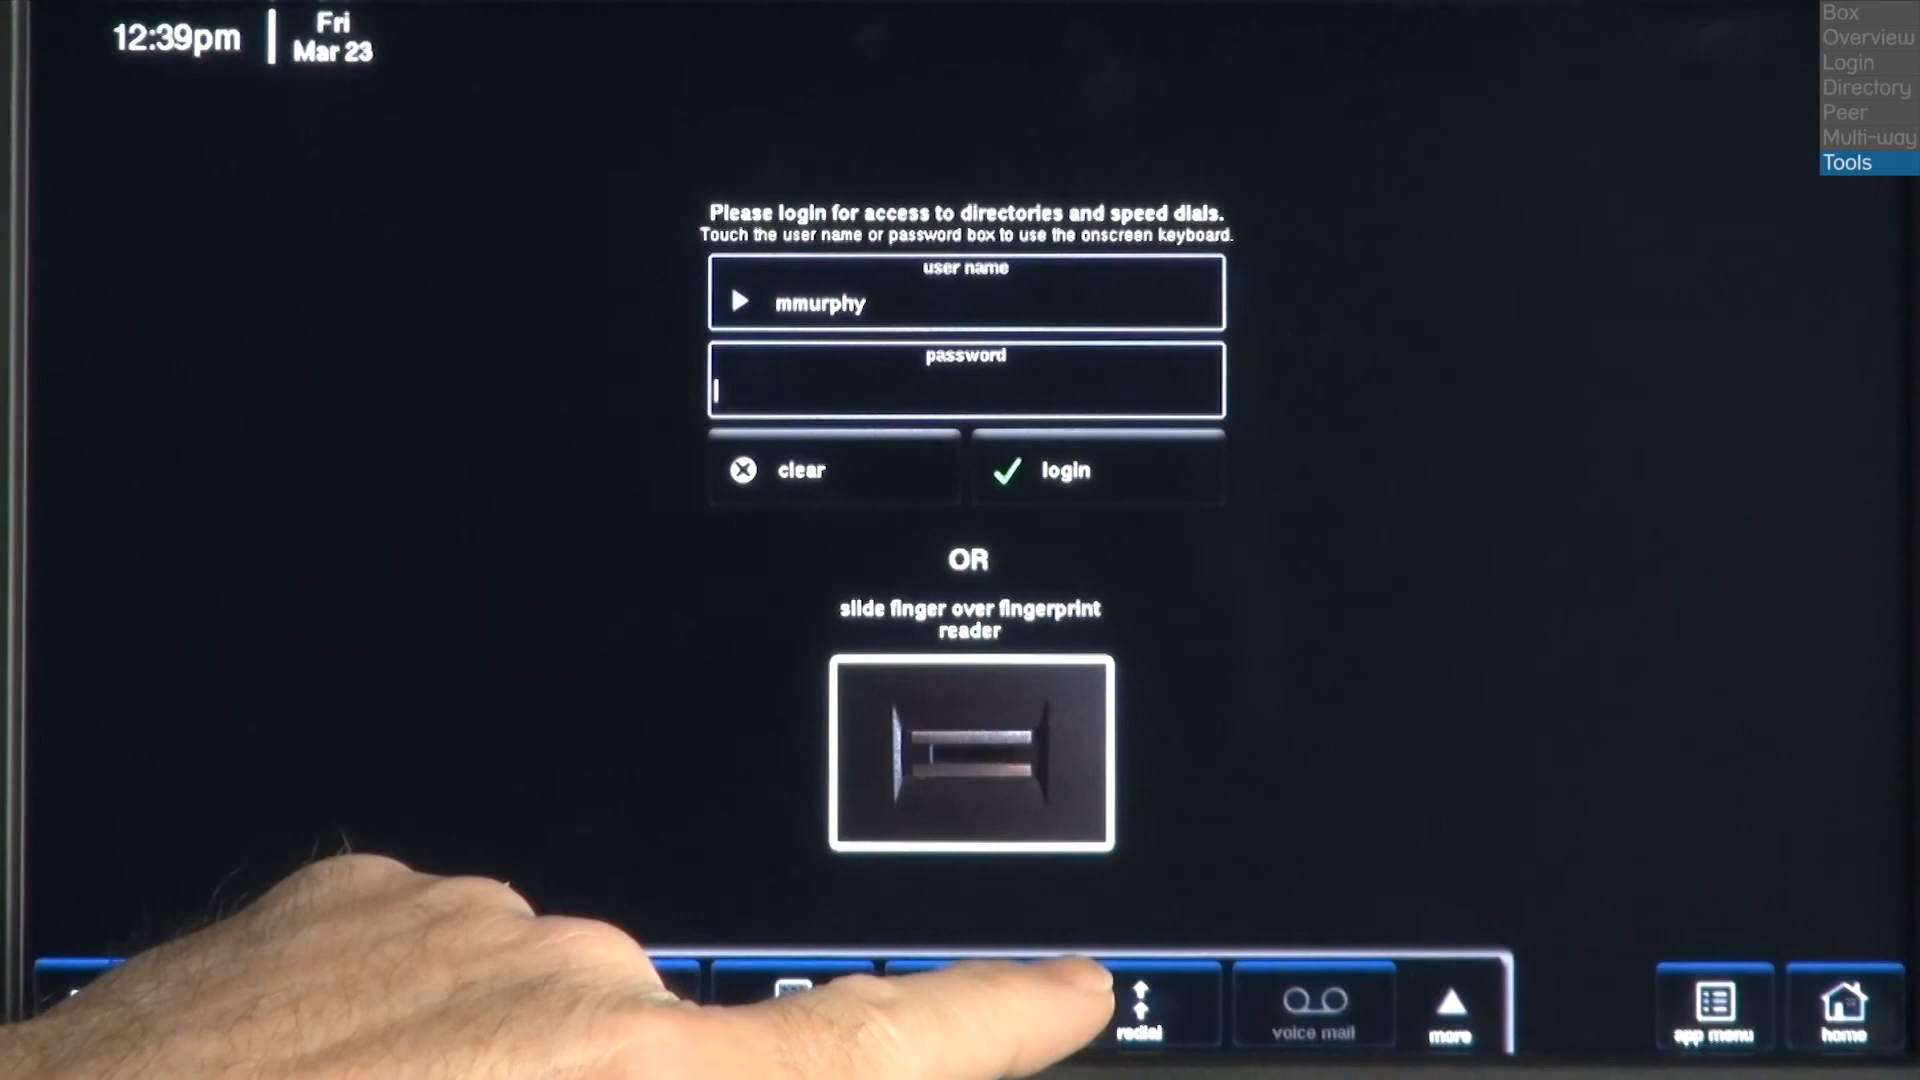 12:39pm
Fri
Mar 23
Box
Overview
Login
Directory
Peer
Multi-way
Tools
Please login for access to directories and speed dials.
Touch the user name or password box to use the onscreen keyboard.
user name
mmurphy
password
clear
login
OR
slide finger over fingerprint
reader
redial
voice mail
more
app menu
home